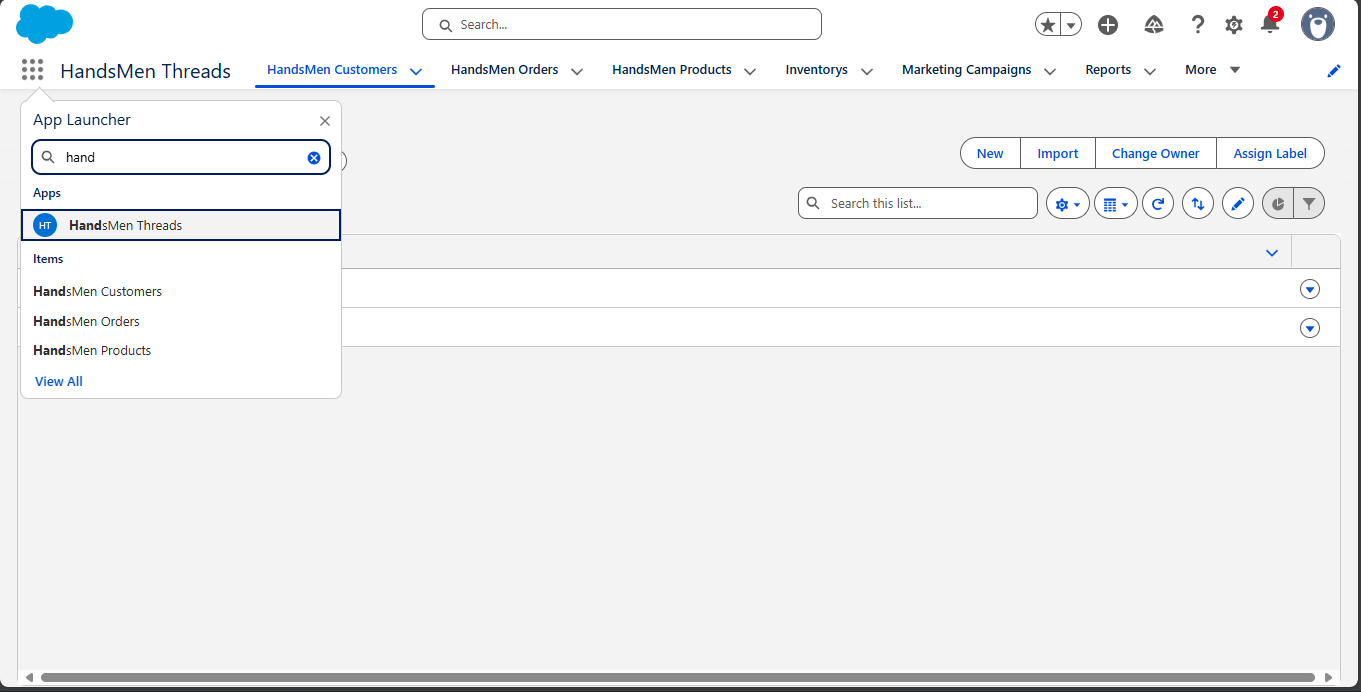 Search...
2
HandsMen Threads
HandsMen Customers
HandsMen Orders
HandsMen Products
Inventorys
Marketing Campaigns
Reports
More
App Launcher
hand
Apps
HT HandsMen Threads
Items
HandsMen Customers
HandsMen Orders
HandsMen Products
View All
New
Import
Change Owner
Assign Label
Search this list...